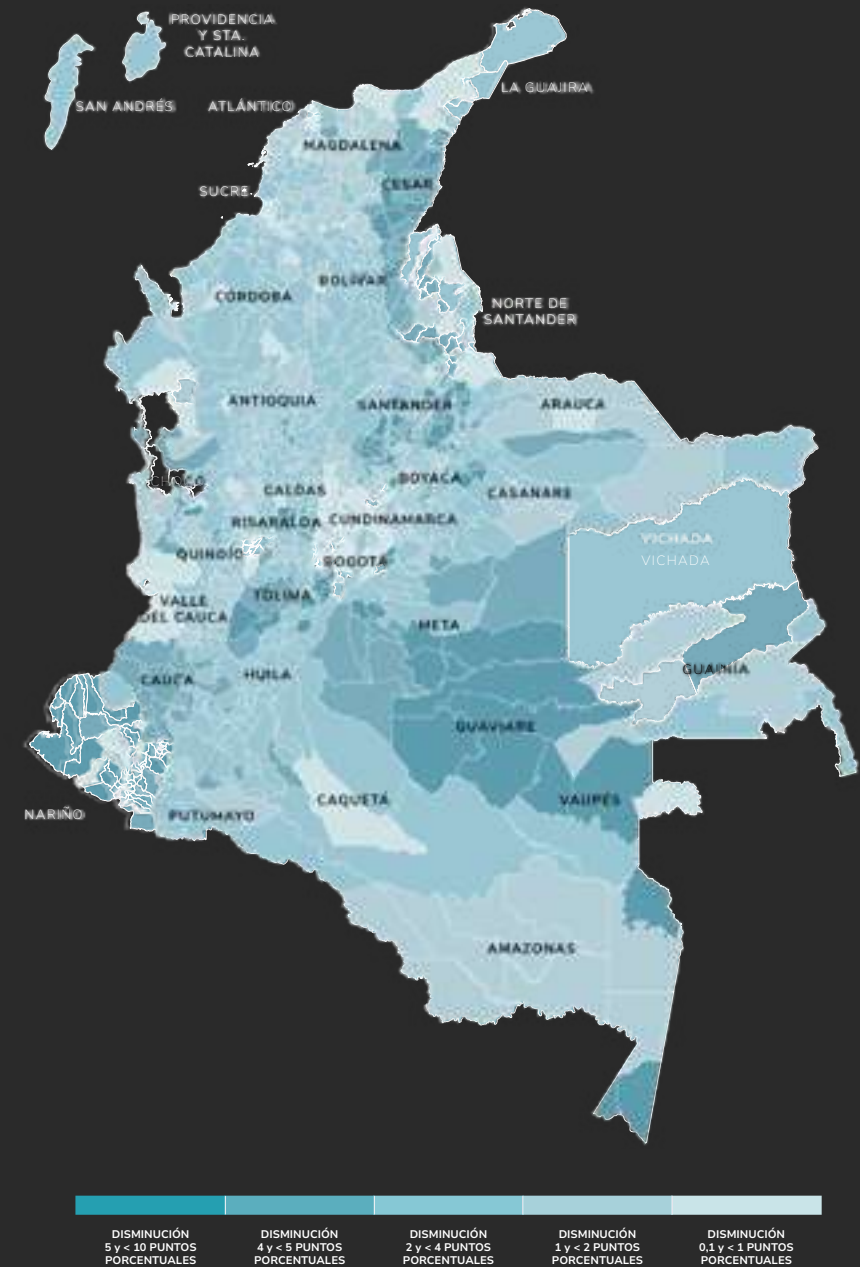 PROVIDENCIA
Y STA.
CATALINA
SAN ANDRÉS
ATLÁNTICO
LA GUAJIRA
MAGDALENA
CESAR
SUCRE
BOLÍVAR
CÓRDOBA
NORTE DE
SANTANDER
ANTIOQUIA
SANTANDER
ARAUCA
CHOCÓ
BOYACÁ
CALDAS
CASANARE
RISARALDA
CUNDINAMARCA
VICHADA
QUINDÍO
BOGOTÁ
VICHADA
TOLIMA
VALLE
DEL CAUCA
META
CAUCA
HUILA
GUAINÍA
GUAVIARE
CAQUETÁ
VAUPÉS
NARIÑO
PUTUMAYO
AMAZONAS
DISMINUCIÓN
5 y < 10 PUNTOS
PORCENTUALES
DISMINUCIÓN
4 y < 5 PUNTOS
PORCENTUALES
DISMINUCIÓN
2 y < 4 PUNTOS
PORCENTUALES
DISMINUCIÓN
1 y < 2 PUNTOS
PORCENTUALES
DISMINUCIÓN
0,1 y < 1 PUNTOS
PORCENTUALES